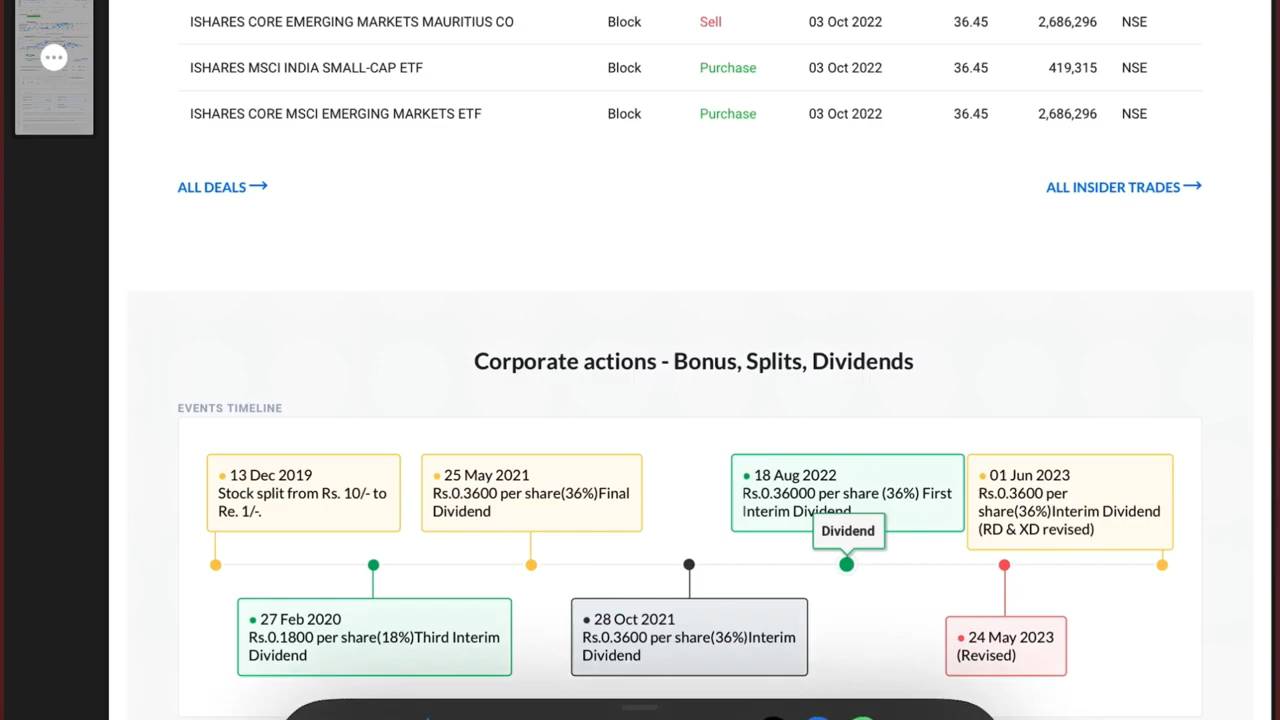 ISHARES CORE EMERGING MARKETS MAURITIUS CO Block Sell 03 Oct 2022 36.45 2,686,296 NSE
ISHARES MSCI INDIA SMALL-CAP ETF Block Purchase 03 Oct 2022 36.45 419,315 NSE
ISHARES CORE MSCI EMERGING MARKETS ETF Block Purchase 03 Oct 2022 36.45 2,686,296 NSE
ALL DEALS →
ALL INSIDER TRADES →
Corporate actions - Bonus, Splits, Dividends
EVENTS TIMELINE
13 Dec 2019
Stock split from Rs. 10/- to
Re. 1/-.
25 May 2021
Rs.0.3600 per share(36%)Final
Dividend
18 Aug 2022
Rs.0.36000 per share (36%) First
Interim Dividend
01 Jun 2023
Rs.0.3600 per
share(36%)Interim Dividend
(RD & XD revised)
Dividend
27 Feb 2020
Rs.0.1800 per share(18%)Third Interim
Dividend
28 Oct 2021
Rs.0.3600 per share(36%)Interim
Dividend
24 May 2023
(Revised)